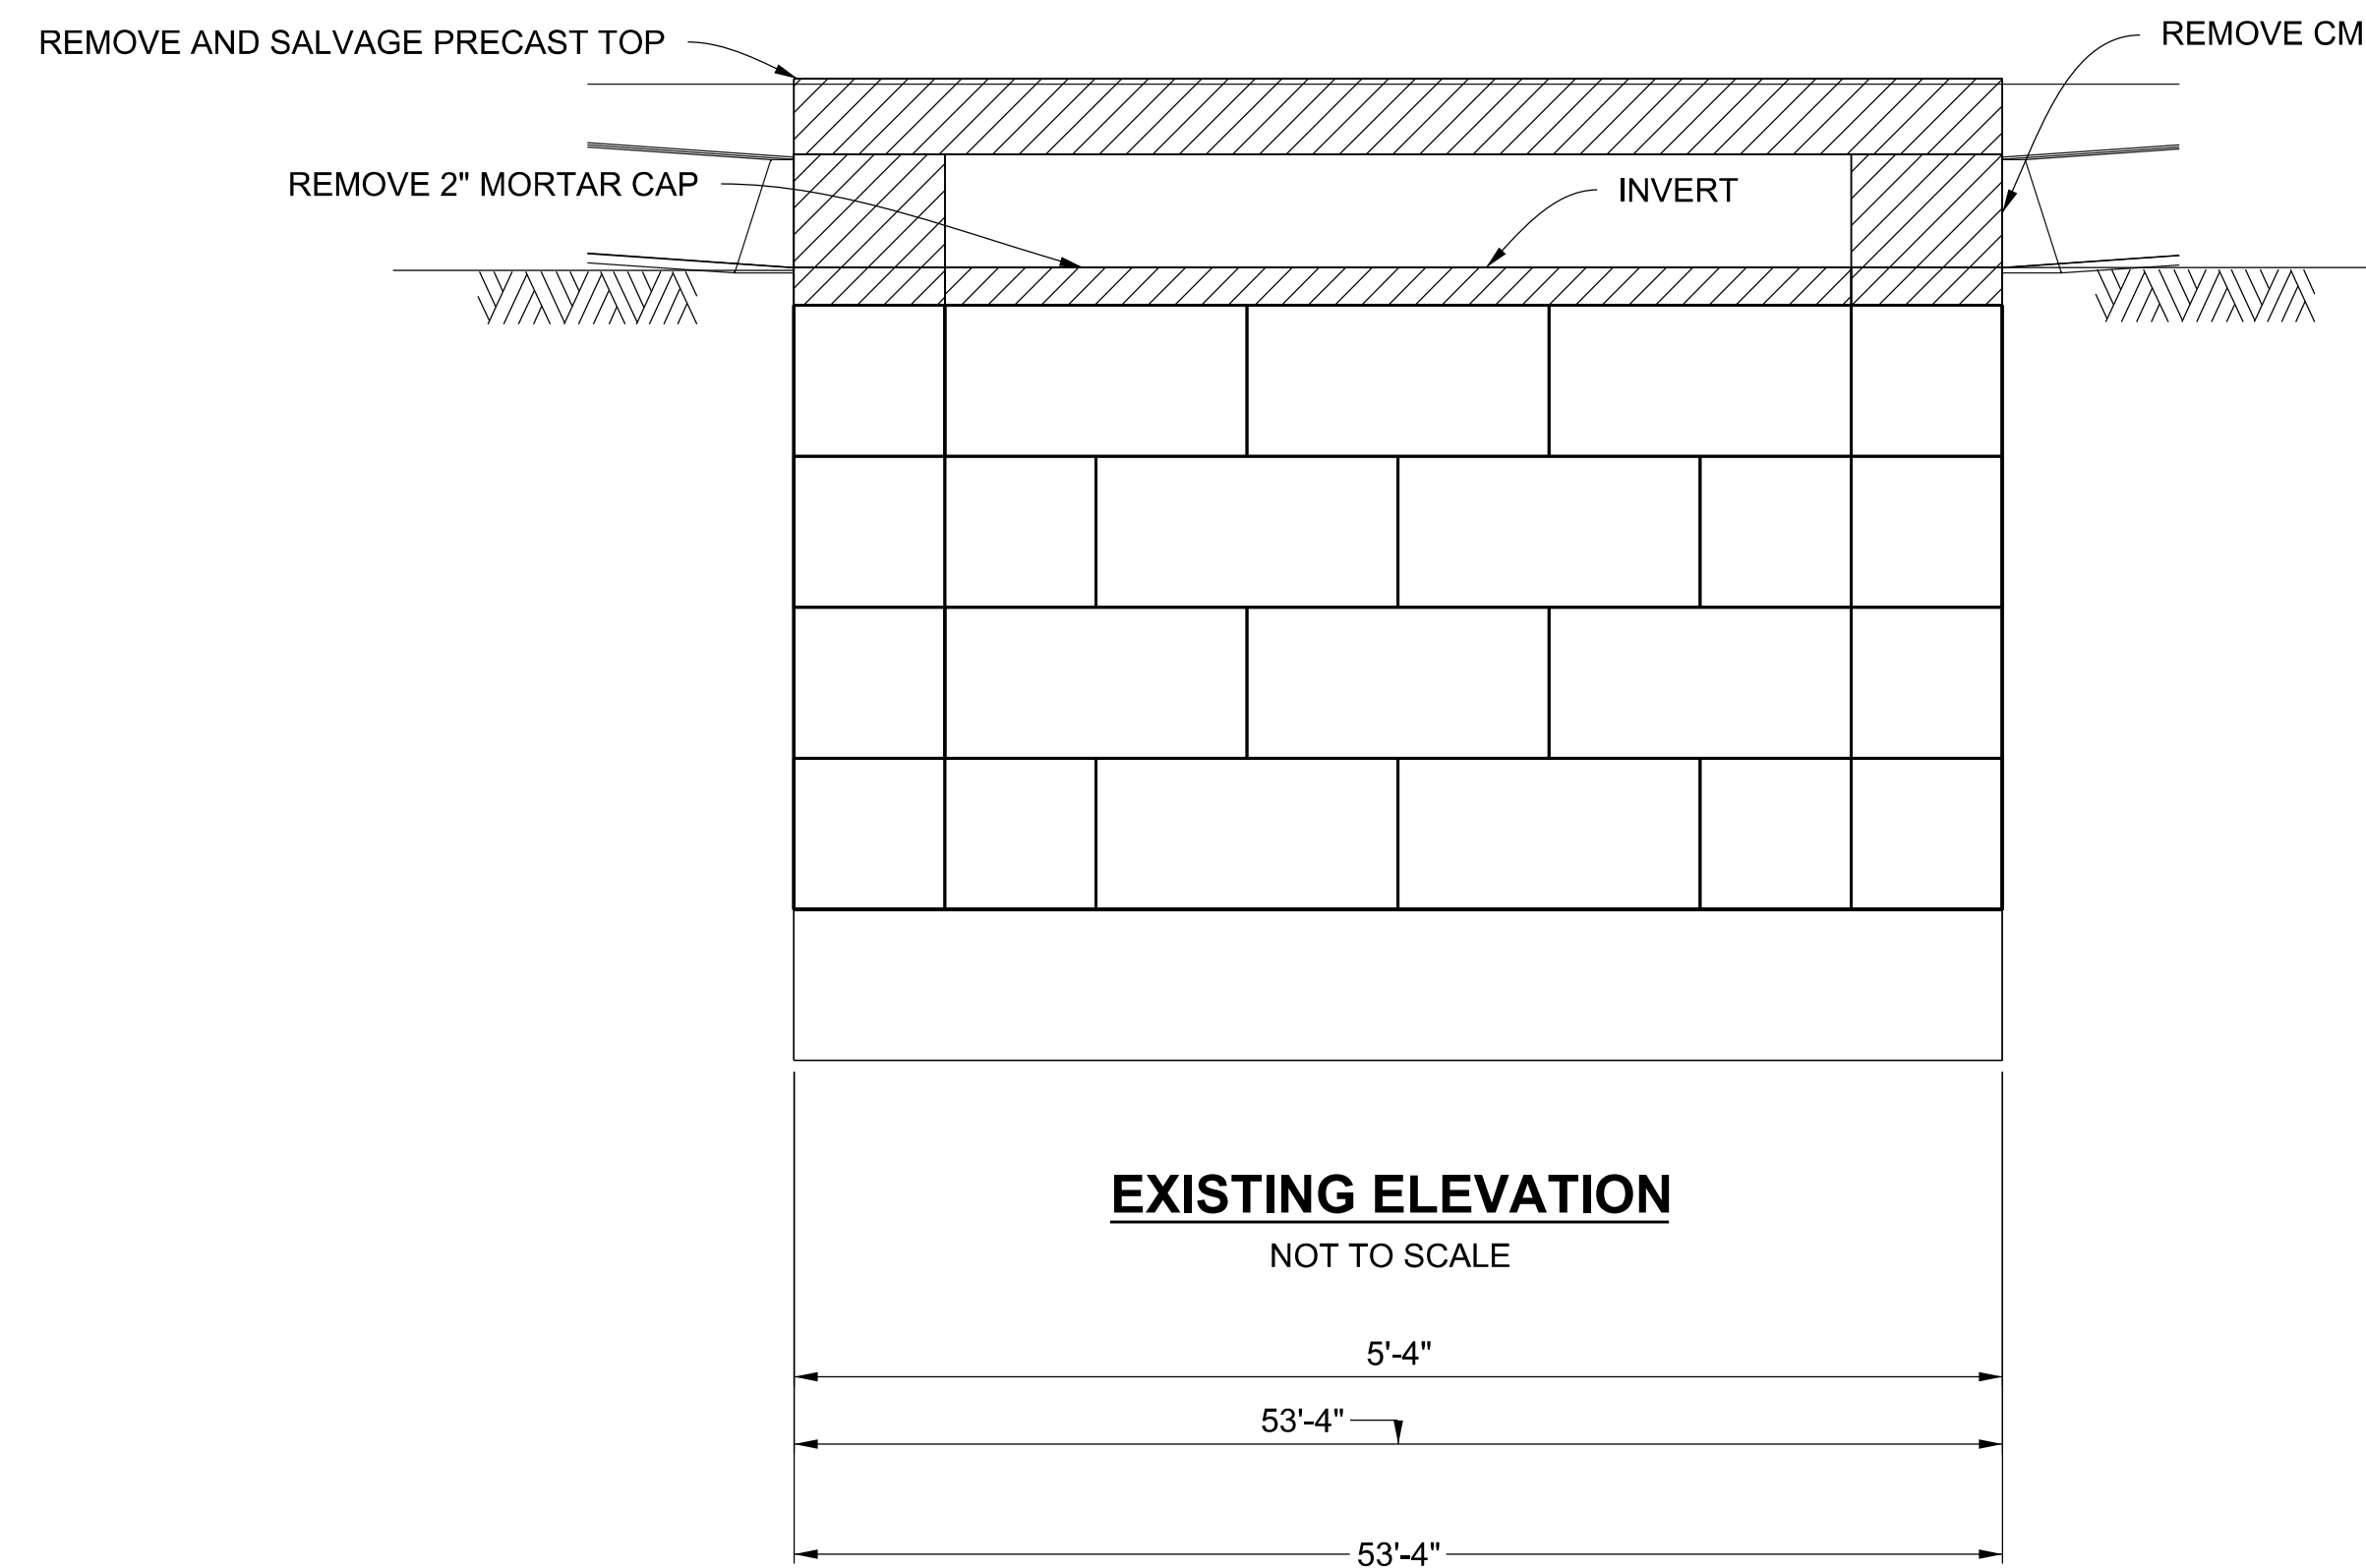 REMOVE AND SALVAGE PRECAST TOP
REMOVE CM
REMOVE 2" MORTAR CAP
INVERT
EXISTING ELEVATION
NOT TO SCALE
5'-4"
53'-4"
53'-4"